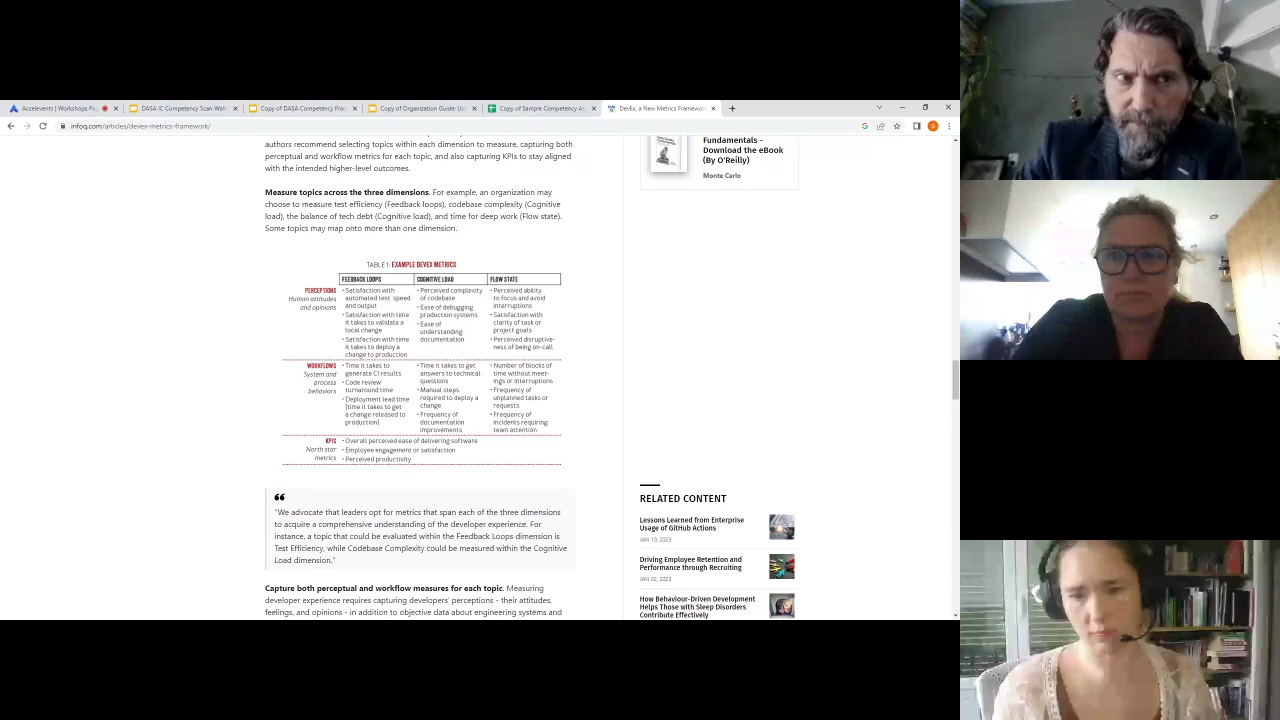 Accelevents | Workshops Pa
DASA IC Competency Scan Walk
Copy of DASA Competency Fram
Copy of Organization Guide: Usi
Copy of Sample Competency As
DevEx, a New Metrics Framework
infoq.com/articles/devex-metrics-framework/
authors recommend selecting topics within each dimension to measure, capturing both
perceptual and workflow metrics for each topic, and also capturing KPIs to stay aligned
with the intended higher-level outcomes.
Measure topics across the three dimensions. For example, an organization may
choose to measure test efficiency (Feedback loops), codebase complexity (Cognitive
load), the balance of tech debt (Cognitive load), and time for deep work (Flow state).
Some topics may map onto more than one dimension.
TABLE 1: EXAMPLE DEVEX METRICS
FEEDBACK LOOPS
COGNITIVE LOAD
FLOW STATE
PERCEPTIONS
Human attitudes
and opinions
• Satisfaction with
automated test speed
and output
• Satisfaction with time
it takes to validate a
local change
• Satisfaction with time
it takes to deploy a
change to production
• Perceived complexity
of codebase
• Ease of debugging
production systems
• Ease of
understanding
documentation
• Perceived ability
to focus and avoid
interruptions
• Satisfaction with
clarity of task or
project goals
• Perceived disruptive-
ness of being on-call
WORKFLOWS
System and
process
behaviors
• Time it takes to
generate CI results
• Code review
turnaround time
• Deployment lead time
(time it takes to get
a change released to
production)
• Time it takes to get
answers to technical
questions
• Manual steps
required to deploy a
change
• Frequency of
documentation
improvements
• Number of blocks of
time without meet-
ings or interruptions
• Frequency of
unplanned tasks or
requests
• Frequency of
incidents requiring
team attention
KPIS
North star
metrics
• Overall perceived ease of delivering software
• Employee engagement or satisfaction
• Perceived productivity
"We advocate that leaders opt for metrics that span each of the three dimensions
to acquire a comprehensive understanding of the developer experience. For
instance, a topic that could be evaluated within the Feedback Loops dimension is
Test Efficiency, while Codebase Complexity could be measured within the Cognitive
Load dimension."
Capture both perceptual and workflow measures for each topic. Measuring
developer experience requires capturing developers' perceptions - their attitudes,
feelings, and opinions - in addition to objective data about engineering systems and
Fundamentals -
Download the eBook
(By O'Reilly)
Monte Carlo
RELATED CONTENT
Lessons Learned from Enterprise
Usage of GitHub Actions
JAN 10, 2023
Driving Employee Retention and
Performance through Recruiting
JAN 02, 2023
How Behaviour-Driven Development
Helps Those with Sleep Disorders
Contribute Effectively